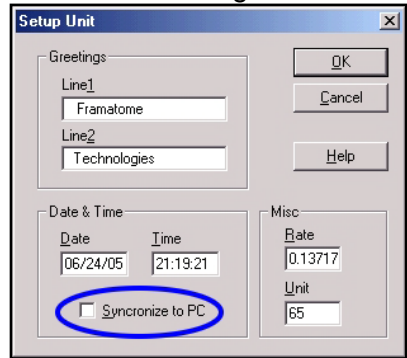 Setup Unit
Greetings
Line1
Framatome
Line2
Technologies
OK
Cancel
Help
Date & Time
Date Time
06/24/05 21:19:21
Syncronize to PC
Misc
Rate
0.13717
Unit
65